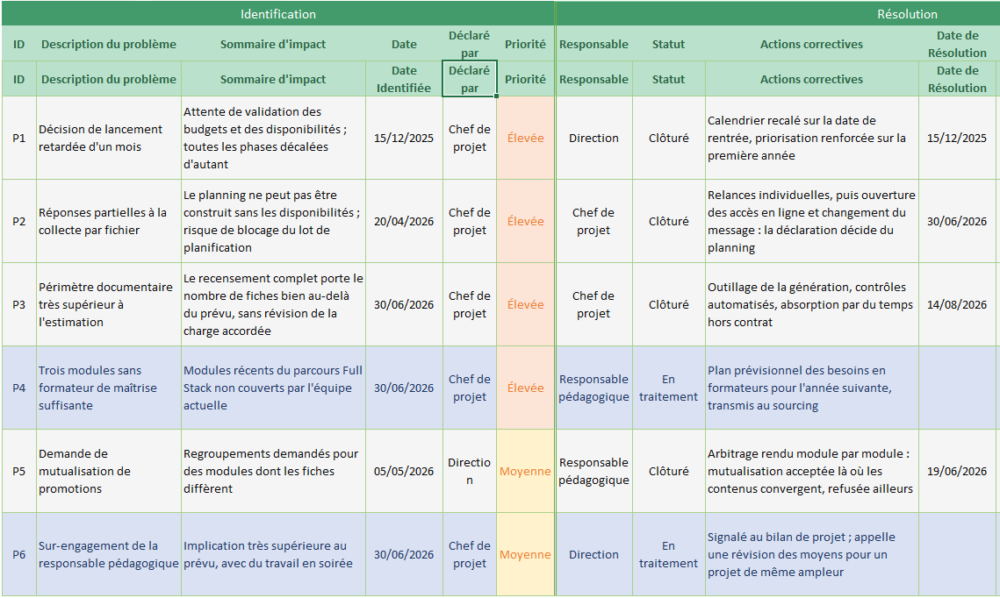 Identification Résolution
ID Description du problème Sommaire d'impact Date Déclaré par Priorité Responsable Statut Actions correctives Date de Résolution
ID Description du problème Sommaire d'impact Date Identifiée Déclaré par Priorité Responsable Statut Actions correctives Date de Résolution
P1
Décision de lancement
retardée d'un mois
Attente de validation des
budgets et des disponibilités ;
toutes les phases décalées
d'autant
15/12/2025
Chef de
projet
Élevée
Direction
Clôturé
Calendrier recalé sur la date de
rentrée, priorisation renforcée sur la
première année
15/12/2025
P2
Réponses partielles à la
collecte par fichier
Le planning ne peut pas être
construit sans les disponibilités ;
risque de blocage du lot de
planification
20/04/2026
Chef de
projet
Élevée
Chef de
projet
Clôturé
Relances individuelles, puis ouverture
des accès en ligne et changement du
message : la déclaration décide du
planning
30/06/2026
P3
Périmètre documentaire
très supérieur à
l'estimation
Le recensement complet porte le
nombre de fiches bien au-delà
du prévu, sans révision de la
charge accordée
30/06/2026
Chef de
projet
Élevée
Chef de
projet
Clôturé
Outillage de la génération, contrôles
automatisés, absorption par du temps
hors contrat
14/08/2026
P4
Trois modules sans
formateur de maîtrise
suffisante
Modules récents du parcours Full
Stack non couverts par l'équipe
actuelle
30/06/2026
Chef de
projet
Élevée
Responsable
pédagogique
En
traitement
Plan prévisionnel des besoins en
formateurs pour l'année suivante,
transmis au sourcing
P5
Demande de
mutualisation de
promotions
Regroupements demandés pour
des modules dont les fiches
diffèrent
05/05/2026
Directio
n
Moyenne
Responsable
pédagogique
Clôturé
Arbitrage rendu module par module :
mutualisation acceptée là où les
contenus convergent, refusée ailleurs
19/06/2026
P6
Sur-engagement de la
responsable pédagogique
Implication très supérieure au
prévu, avec du travail en soirée
30/06/2026
Chef de
projet
Moyenne
Direction
En
traitement
Signalé au bilan de projet ; appelle
une révision des moyens pour un
projet de même ampleur